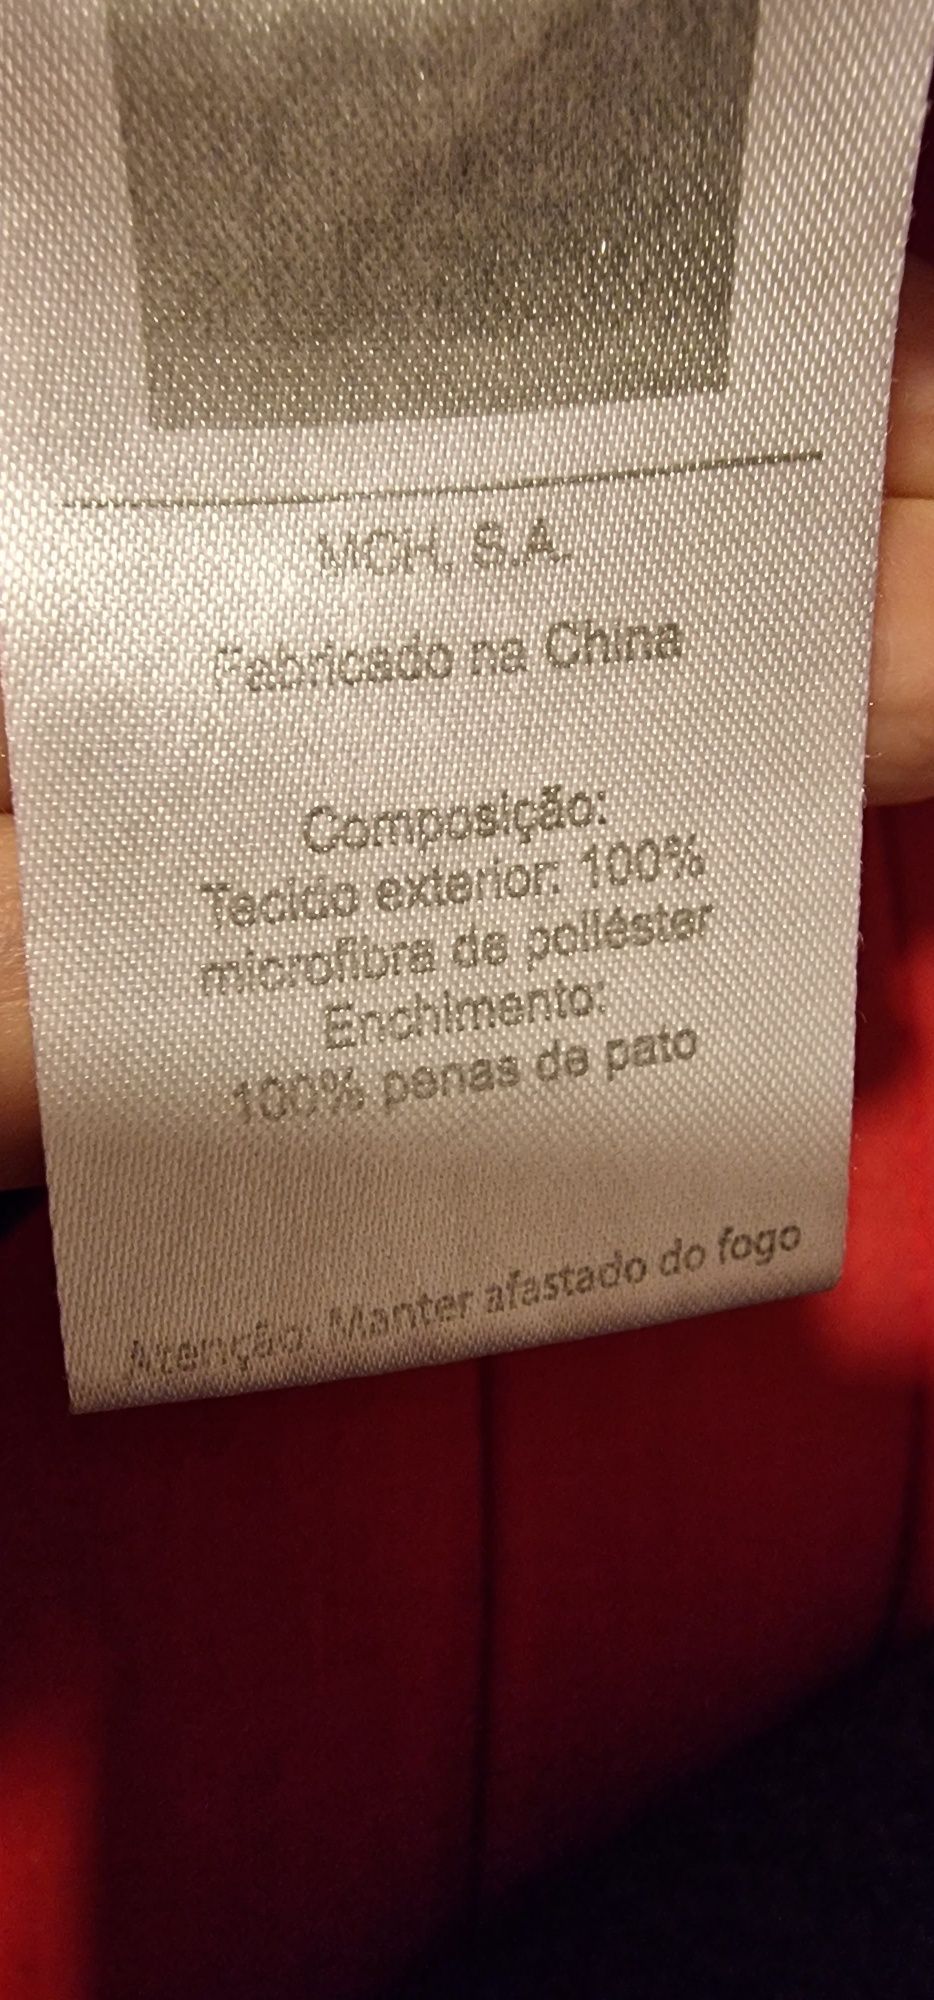 MCH, S.A.
Fabricado na China
Composição:
Tecido exterior: 100%
microfibra de poliéster
Enchimento:
100% penas de pato
Atenção: Manter afastado do fogo